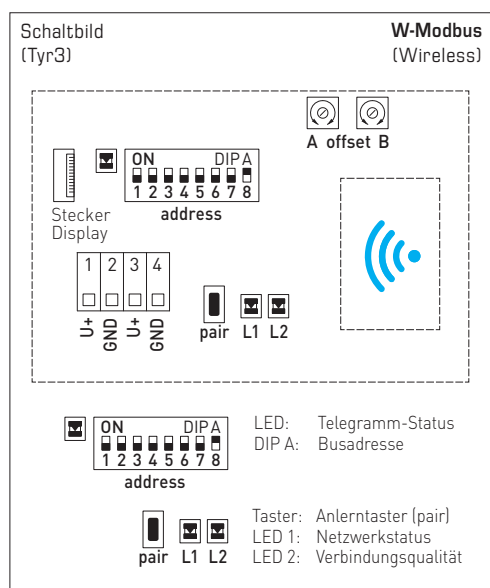 Schaltbild
(Tyr3)
W-Modbus
(Wireless)
A offset B
ON DIP A
1 2 3 4 5 6 7 8
address
Stecker
Display
1 2 3 4
U+ GND U+ GND
pair L1 L2
ON DIP A
1 2 3 4 5 6 7 8
address
LED: Telegramm-Status
DIP A: Busadresse
pair L1 L2
Taster: Anlerntaster (pair)
LED 1: Netzwerkstatus
LED 2: Verbindungsqualität